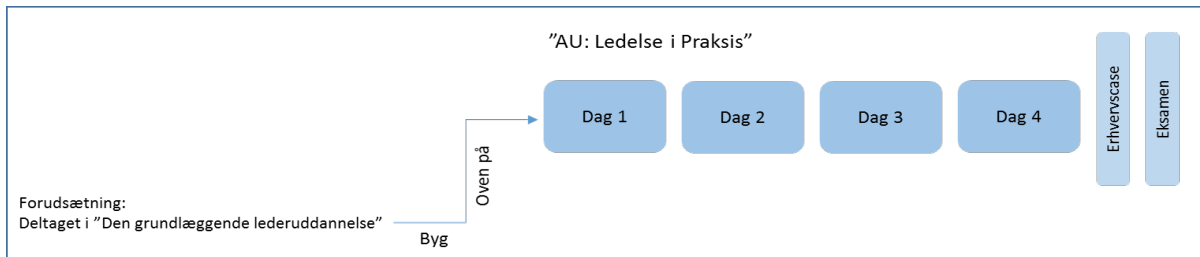 ”AU: Ledelse i Praksis”
Dag 1
Dag 2
Dag 3
Dag 4
Erhvervscase
Eksamen
Oven på
Forudsætning:
Deltaget i ”Den grundlæggende lederuddannelse”
Byg